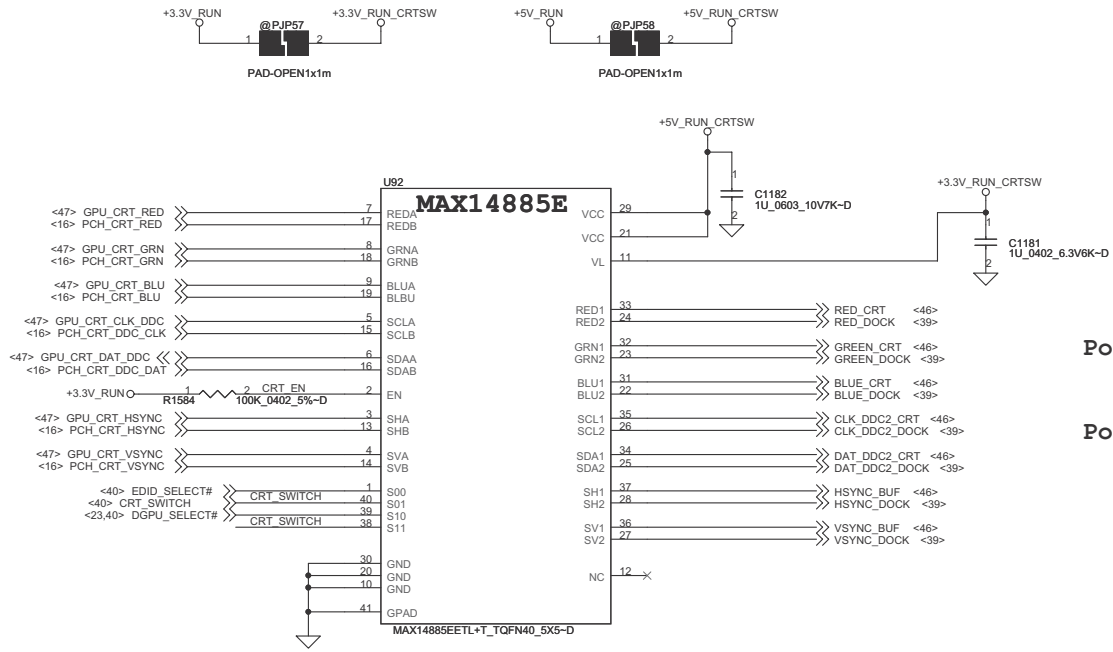 +3.3V_RUN +3.3V_RUN_CRTSW +5V_RUN +5V_RUN_CRTSW
@PJP57 @PJP58
1 2 1 2
PAD-OPEN1x1m PAD-OPEN1x1m
+5V_RUN_CRTSW
1
C1182
1U_0603_10V7K~D
2
+3.3V_RUN_CRTSW
1
C1181
1U_0402_6.3V6K~D
2
U92
MAX14885E
<47> GPU_CRT_RED 7 REDA
<16> PCH_CRT_RED 17 REDB
<47> GPU_CRT_GRN 8 GRNA
<16> PCH_CRT_GRN 18 GRNB
<47> GPU_CRT_BLU 9 BLUA
<16> PCH_CRT_BLU 19 BLBU
<47> GPU_CRT_CLK_DDC 5 SCLA
<16> PCH_CRT_DDC_CLK 15 SCLB
<47> GPU_CRT_DAT_DDC 6 SDAA
<16> PCH_CRT_DDC_DAT 16 SDAB
+3.3V_RUN 1 2 CRT_EN 2 EN
R1584 100K_0402_5%~D
<47> GPU_CRT_HSYNC 3 SHA
<16> PCH_CRT_HSYNC 13 SHB
<47> GPU_CRT_VSYNC 4 SVA
<16> PCH_CRT_VSYNC 14 SVB
<40> EDID_SELECT# 1 S00
<40> CRT_SWITCH CRT_SWITCH 40 S01
<23,40> DGPU_SELECT# 39 S10
CRT_SWITCH 38 S11
30 GND
20 GND
10 GND
41 GPAD
VCC 29
VCC 21
VL 11
RED1 33 RED_CRT <46>
RED2 24 RED_DOCK <39>
GRN1 32 GREEN_CRT <46>
GRN2 23 GREEN_DOCK <39>
BLU1 31 BLUE_CRT <46>
BLU2 22 BLUE_DOCK <39>
SCL1 35 CLK_DDC2_CRT <46>
SCL2 26 CLK_DDC2_DOCK <39>
SDA1 34 DAT_DDC2_CRT <46>
SDA2 25 DAT_DDC2_DOCK <39>
SH1 37 HSYNC_BUF <46>
SH2 28 HSYNC_DOCK <39>
SV1 36 VSYNC_BUF <46>
SV2 27 VSYNC_DOCK <39>
NC 12
MAX14885EETL+T_TQFN40_5X5~D
Po
Po